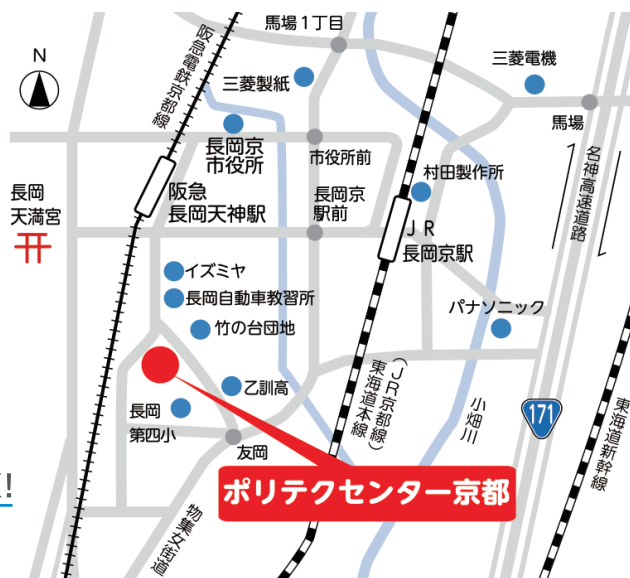 馬場１丁目
阪急電鉄京都線
N
三菱製紙
三菱電機
馬場
長岡京
市役所
市役所前
名神高速道路
村田製作所
阪急
長岡天神駅
長岡京
駅前
長岡
天満宮
ＪＲ
長岡京駅
イズミヤ
長岡自動車教習所
パナソニック
竹の台団地
乙訓高
(ＪＲ京都線)
東海道本線
小畑川
171
東海道新幹線
長岡
第四小
友岡
ポリテクセンター京都
物集女街道
!